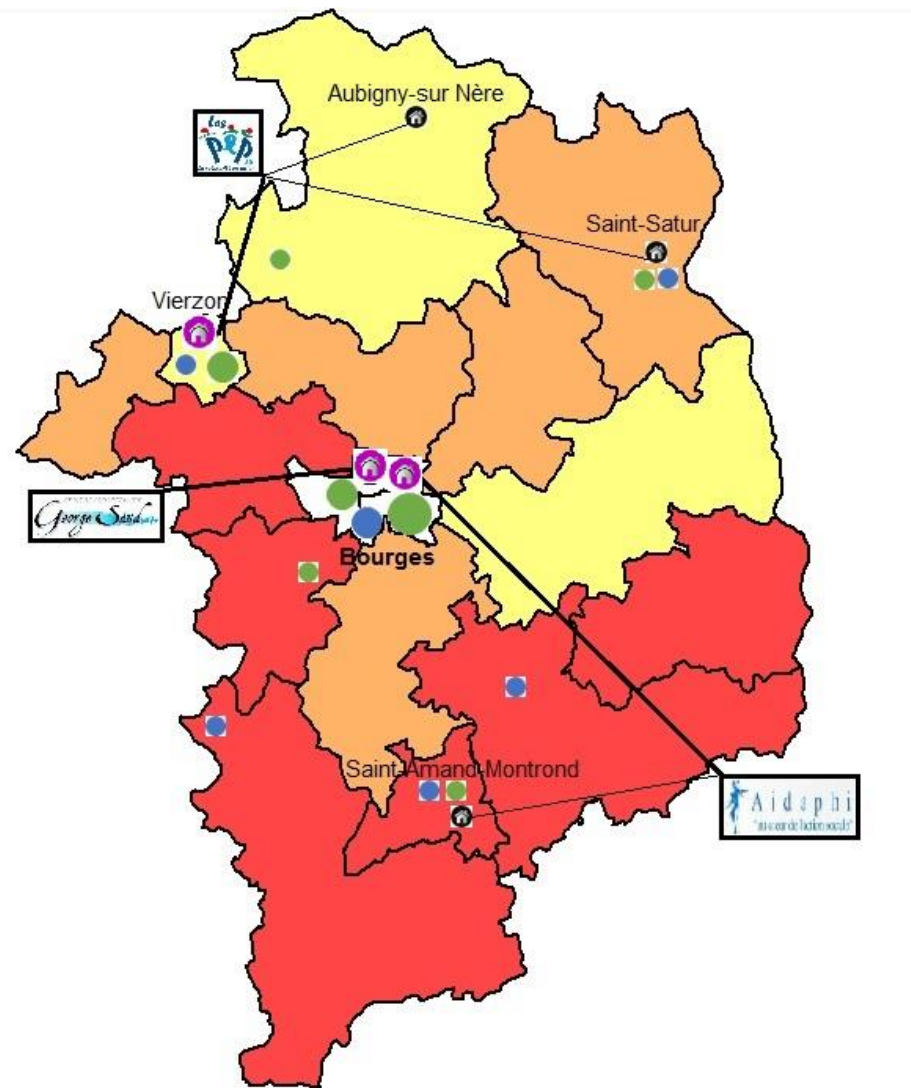 Aubigny-sur Nère
Les
PEP
Saint-Satur
Vierzon
George Sand
Bourges
Saint-Amand-Montrond
Aidaphi
"au cœur de l'action sociale"